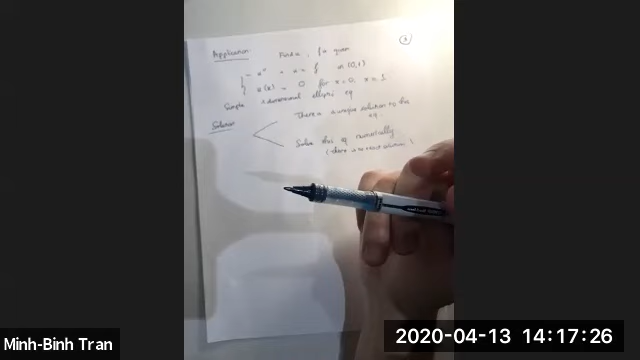 Application Find u, f is given
{ - u'' + u = f in (0,1)
u(x) = 0 for x=0, x=1
Simple 1 dimensional elliptic eq
Solution There is a unique solution to this eq.
Solve this eq numerically
(there is no exact solution)
Minh-Binh Tran
2020-04-13 14:17:26